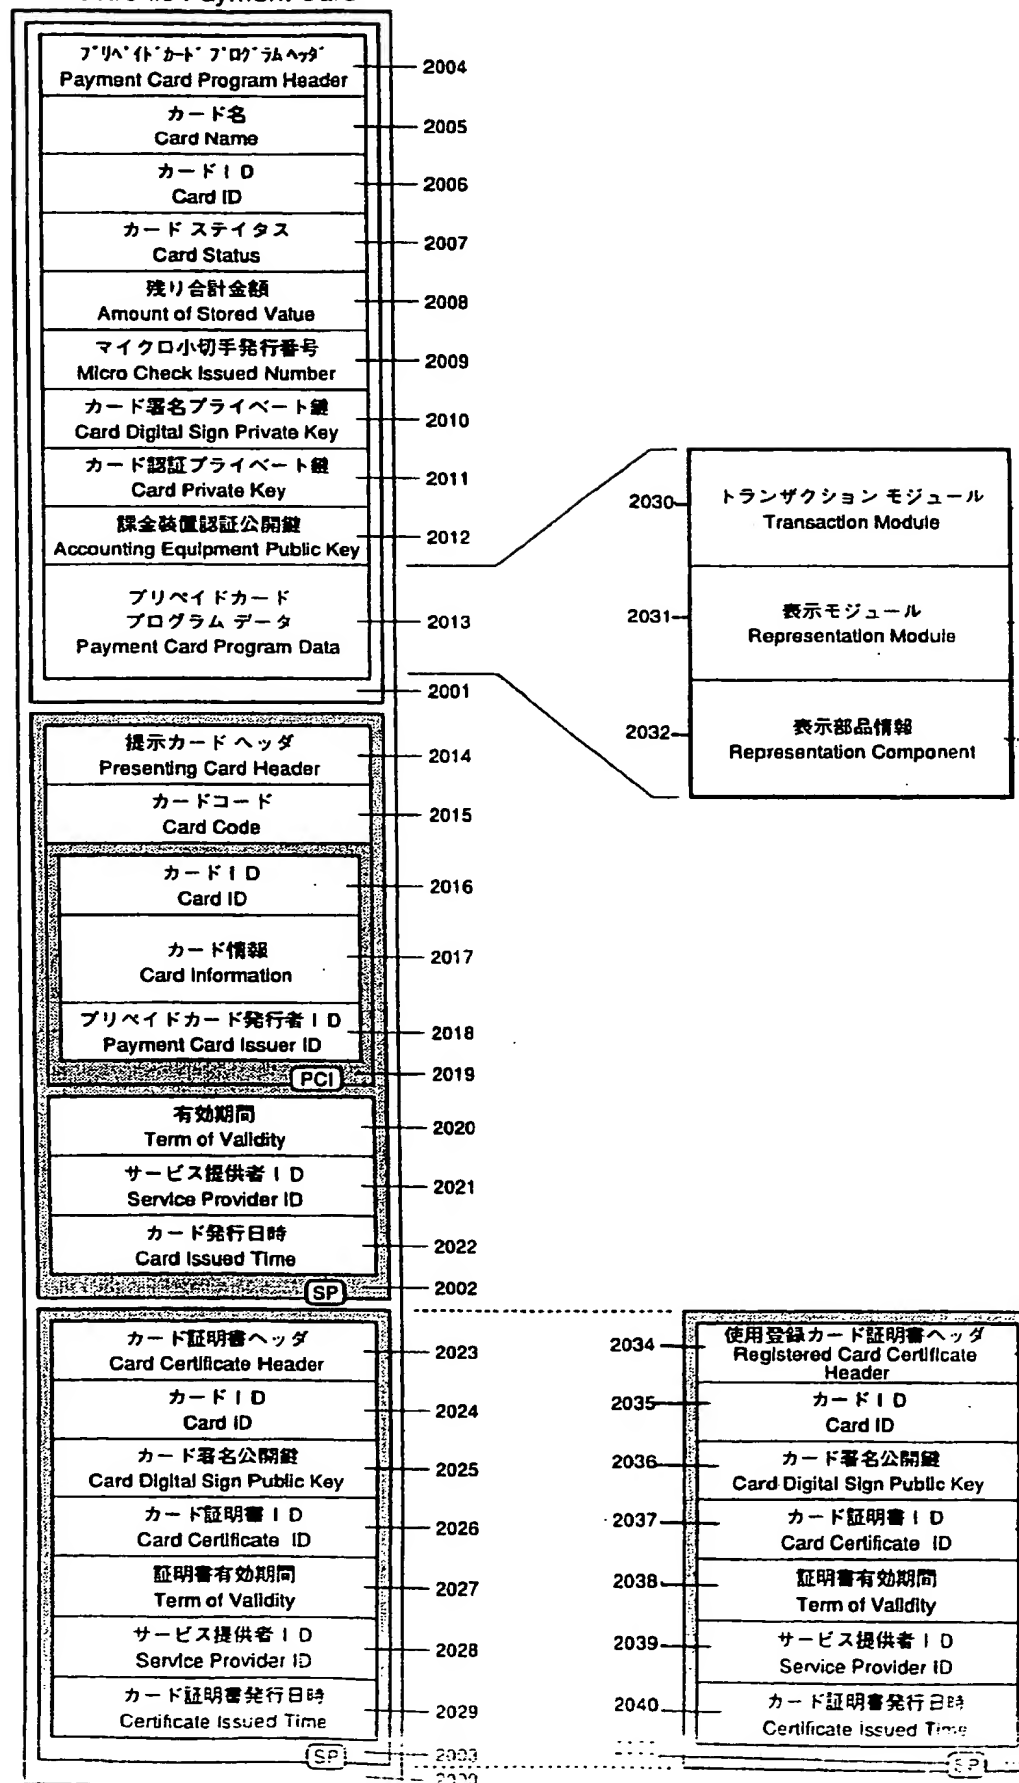 Payment Card
プリペイドカード プログラムヘッダ
Payment Card Program Header
2004
カード名
Card Name
2005
カードID
Card ID
2006
カード ステイタス
Card Status
2007
残り合計金額
Amount of Stored Value
2008
マイクロ小切手発行番号
Micro Check Issued Number
2009
カード署名プライベート鍵
Card Digital Sign Private Key
2010
カード認証プライベート鍵
Card Private Key
2011
課金装置認証公開鍵
Accounting Equipment Public Key
2012
プリペイドカード
プログラム データ
Payment Card Program Data
2013
2001
2030
トランザクション モジュール
Transaction Module
2031
表示モジュール
Representation Module
2032
表示部品情報
Representation Component
提示カード ヘッダ
Presenting Card Header
2014
カードコード
Card Code
2015
カードID
Card ID
2016
カード情報
Card Information
2017
プリペイドカード発行者ID
Payment Card Issuer ID
2018
PCI
2019
有効期間
Term of Validity
2020
サービス提供者ID
Service Provider ID
2021
カード発行日時
Card Issued Time
2022
SP
2002
カード証明書ヘッダ
Card Certificate Header
2023
カードID
Card ID
2024
カード署名公開鍵
Card Digital Sign Public Key
2025
カード証明書ID
Card Certificate ID
2026
証明書有効期間
Term of Validity
2027
サービス提供者ID
Service Provider ID
2028
カード証明書発行日時
Certificate Issued Time
2029
SP
2003
2000
2034
使用登録カード証明書ヘッダ
Registered Card Certificate
Header
2035
カードID
Card ID
2036
カード署名公開鍵
Card Digital Sign Public Key
2037
カード証明書ID
Card Certificate ID
2038
証明書有効期間
Term of Validity
2039
サービス提供者ID
Service Provider ID
2040
カード証明書発行日時
Certificate Issued Time
SP